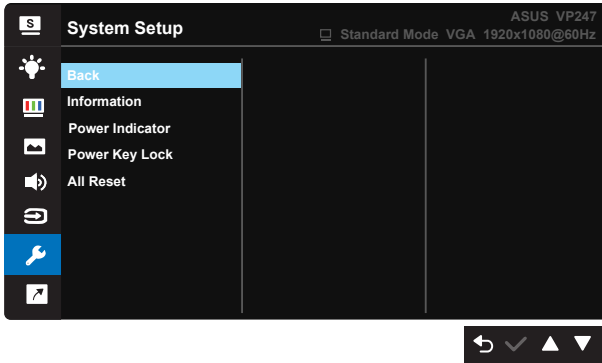 S
System Setup
ASUS VP247
Standard Mode VGA 1920x1080@60Hz
Back
Information
Power Indicator
Power Key Lock
All Reset